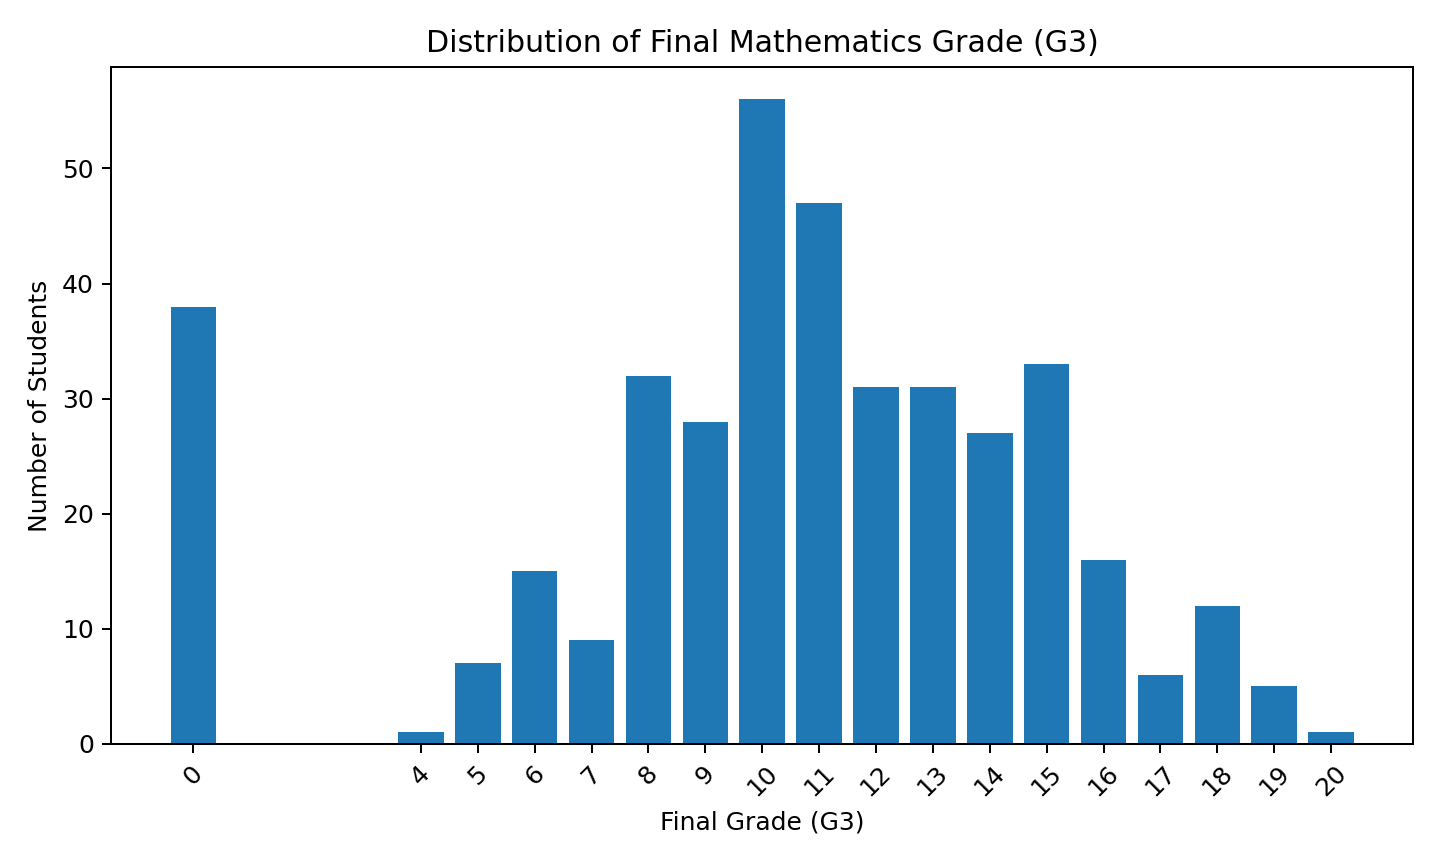 Distribution of Final Mathematics Grade (G3)
Number of Students
50
40
30
20
10
0
0 4 5 6 7 8 9 10 11 12 13 14 15 16 17 18 19 20
Final Grade (G3)